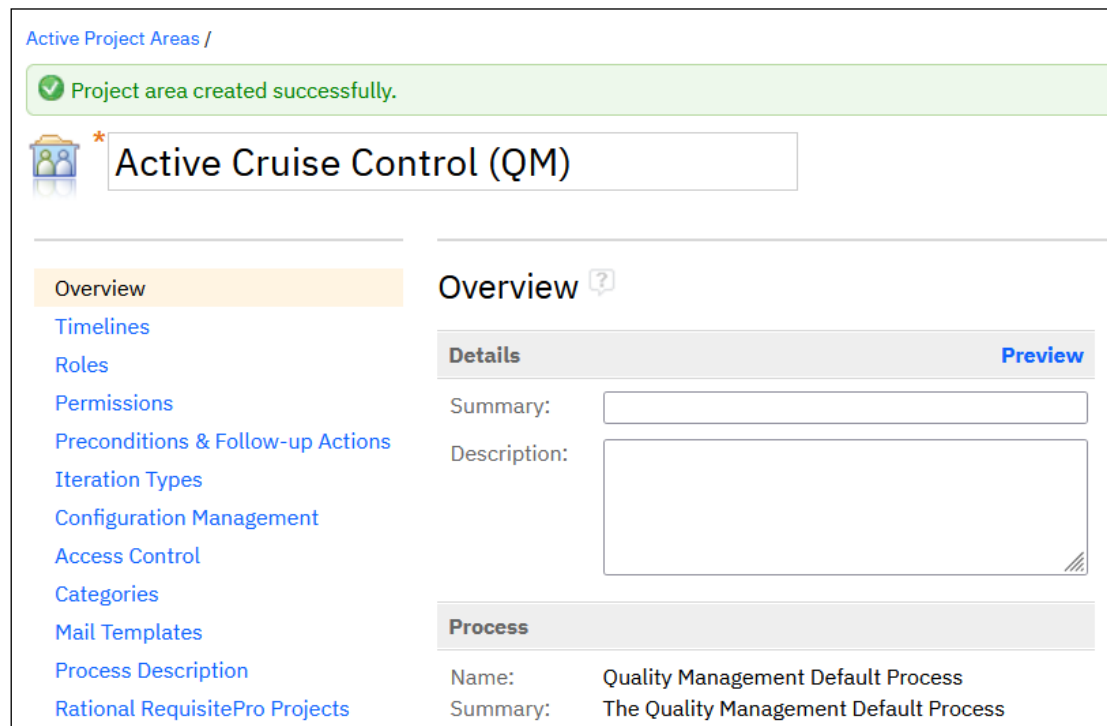 Active Project Areas /
Project area created successfully.
* Active Cruise Control (QM)
Overview
Timelines
Roles
Permissions
Preconditions & Follow-up Actions
Iteration Types
Configuration Management
Access Control
Categories
Mail Templates
Process Description
Rational RequisitePro Projects
Overview ?
Details Preview
Summary:
Description:
Process
Name: Quality Management Default Process
Summary: The Quality Management Default Process